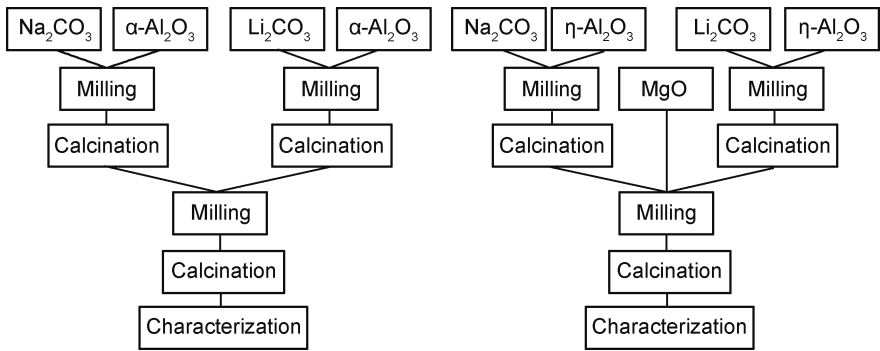 Na₂CO₃ α-Al₂O₃ Li₂CO₃ α-Al₂O₃ Na₂CO₃ η-Al₂O₃ Li₂CO₃ η-Al₂O₃
Milling Milling Milling MgO Milling
Calcination Calcination Calcination Calcination
Milling Milling
Calcination Calcination
Characterization Characterization